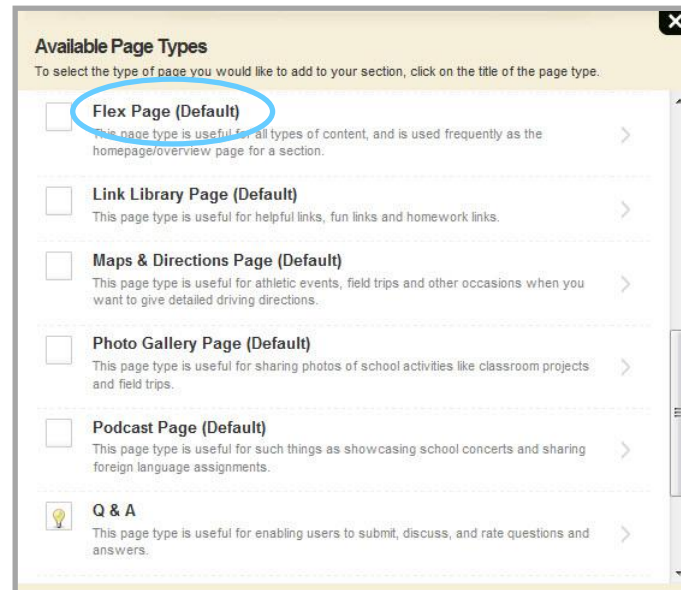 Available Page Types
To select the type of page you would like to add to your section, click on the title of the page type.
Flex Page (Default)
This page type is useful for all types of content, and is used frequently as the
homepage/overview page for a section.
Link Library Page (Default)
This page type is useful for helpful links, fun links and homework links.
Maps & Directions Page (Default)
This page type is useful for athletic events, field trips and other occasions when you
want to give detailed driving directions.
Photo Gallery Page (Default)
This page type is useful for sharing photos of school activities like classroom projects
and field trips.
Podcast Page (Default)
This page type is useful for such things as showcasing school concerts and sharing
foreign language assignments.
Q & A
This page type is useful for enabling users to submit, discuss, and rate questions and
answers.